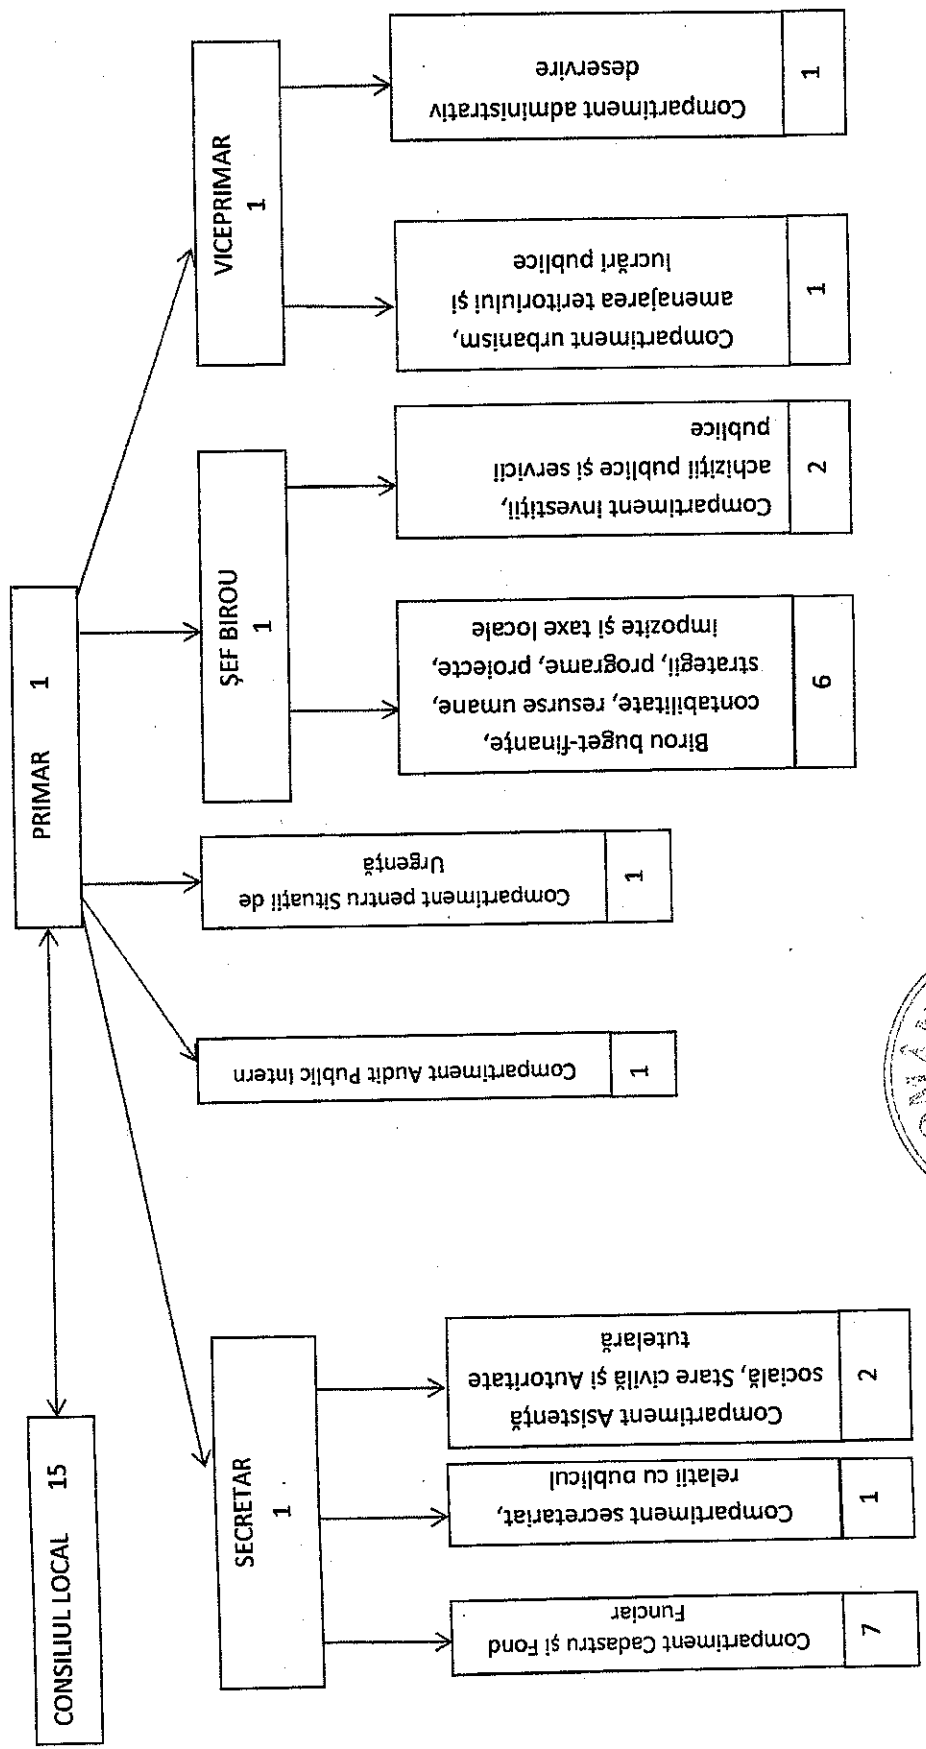 CONSILIUL LOCAL 15
PRIMAR 1
SECRETAR
1
ȘEF BIROU
1
VICEPRIMAR
1
Compartiment Cadastru și Fond
Funciar
7
Compartiment secretariat,
relatii cu publicul
1
Compartiment Asistență
socială, Stare civilă și Autoritate
tutelară
2
Compartiment Audit Public Intern
1
Compartiment pentru Situații de
Urgență
1
Birou buget-finanțe,
contabilitate, resurse umane,
strategii, programe, proiecte,
impozite și taxe locale
6
Compartiment investiții,
achiziții publice și servicii
publice
2
Compartiment urbanism,
amenajarea teritoriului și
lucrări publice
1
Compartiment administrativ
deservire
1